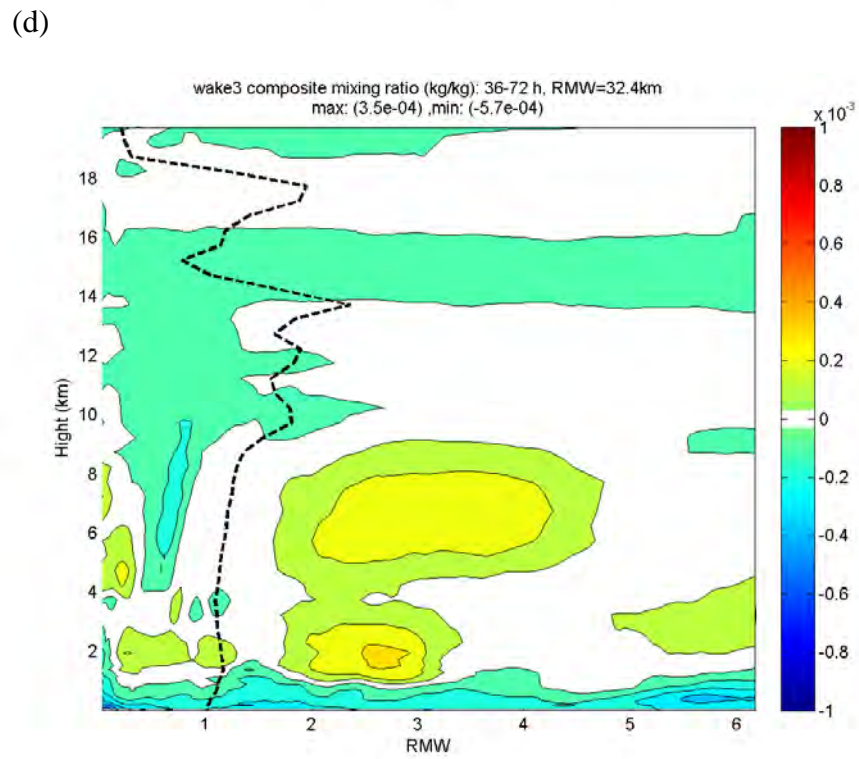 (d)
wake3 composite mixing ratio (kg/kg): 36-72 h, RMW=32.4km
max: (3.5e-04) ,min: (-5.7e-04)
x 10-3
1
0.8
0.6
0.4
0.2
0
-0.2
-0.4
-0.6
-0.8
-1
Hight (km)
18
16
14
12
10
8
6
4
2
1 2 3 4 5 6
RMW